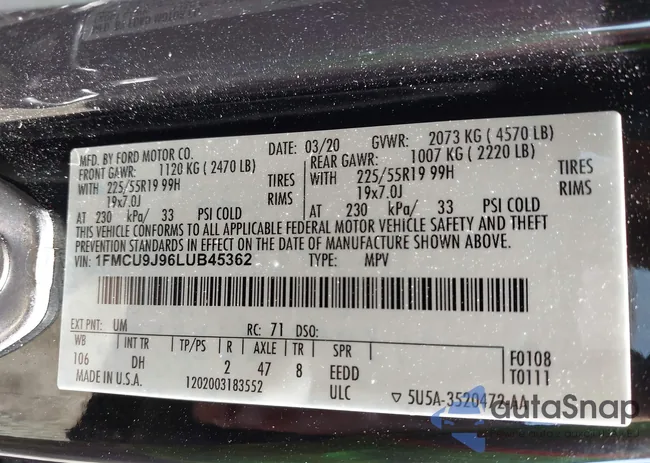 MFD. BY FORD MOTOR CO. DATE: 03/20 GVWR: 2073 KG ( 4570 LB)
FRONT GAWR: 1120 KG ( 2470 LB) REAR GAWR: 1007 KG ( 2220 LB)
WITH 225/55R19 99H TIRES WITH 225/55R19 99H TIRES
19x7.0J RIMS 19x7.0J RIMS
AT 230 kPa/ 33 PSI COLD AT 230 kPa/ 33 PSI COLD
THIS VEHICLE CONFORMS TO ALL APPLICABLE FEDERAL MOTOR VEHICLE SAFETY AND THEFT
PREVENTION STANDARDS IN EFFECT ON THE DATE OF MANUFACTURE SHOWN ABOVE.
VIN: 1FMCU9J96LUB45362 TYPE: MPV
EXT PNT: UM RC: 71 DSO:
WB INT TR TP/PS R AXLE TR SPR
106 DH 2 47 8 EEDD F0108
MADE IN U.S.A. 1202003183552 ULC T0111
▽ 5U5A-3520472-AA
autaSnap